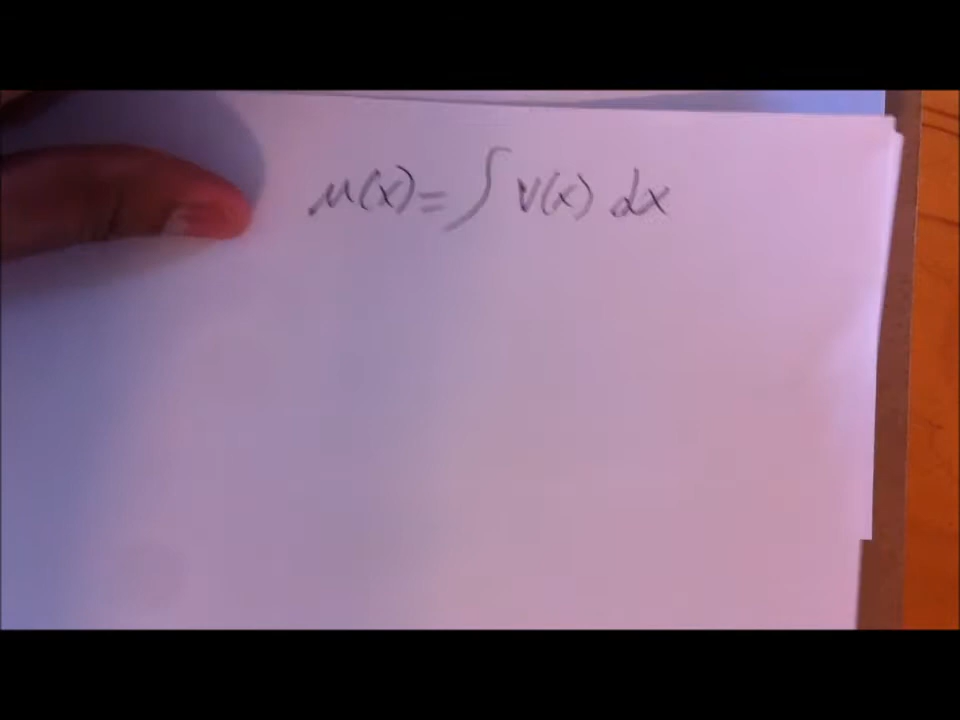 μ(x) = ∫ v(x) dx